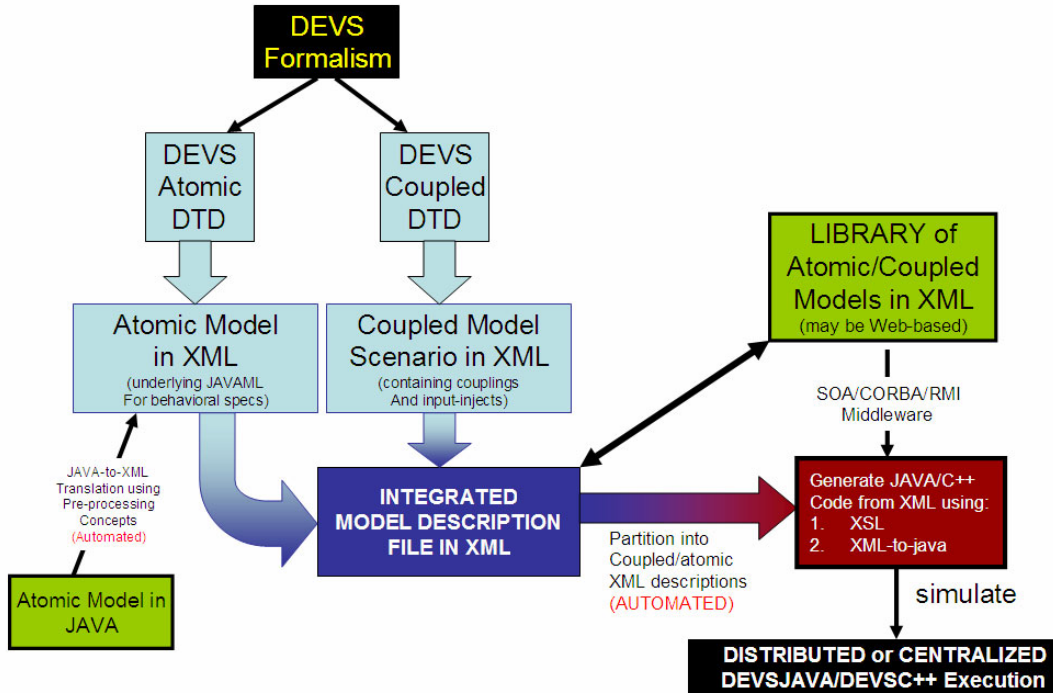 DEVS
Formalism
DEVS
Atomic
DTD
DEVS
Coupled
DTD
Atomic Model
in XML
(underlying JAVAML
For behavioral specs)
Coupled Model
Scenario in XML
(containing couplings
And input-injects)
LIBRARY of
Atomic/Coupled
Models in XML
(may be Web-based)
SOA/CORBA/RMI
Middleware
JAVA-to-XML
Translation using
Pre-processing
Concepts
(Automated)
INTEGRATED
MODEL DESCRIPTION
FILE IN XML
Partition into
Coupled/atomic
XML descriptions
(AUTOMATED)
Generate JAVA/C++
Code from XML using:
1. XSL
2. XML-to-java
Atomic Model in
JAVA
simulate
DISTRIBUTED or CENTRALIZED
DEVSJAVA/DEVSC++ Execution